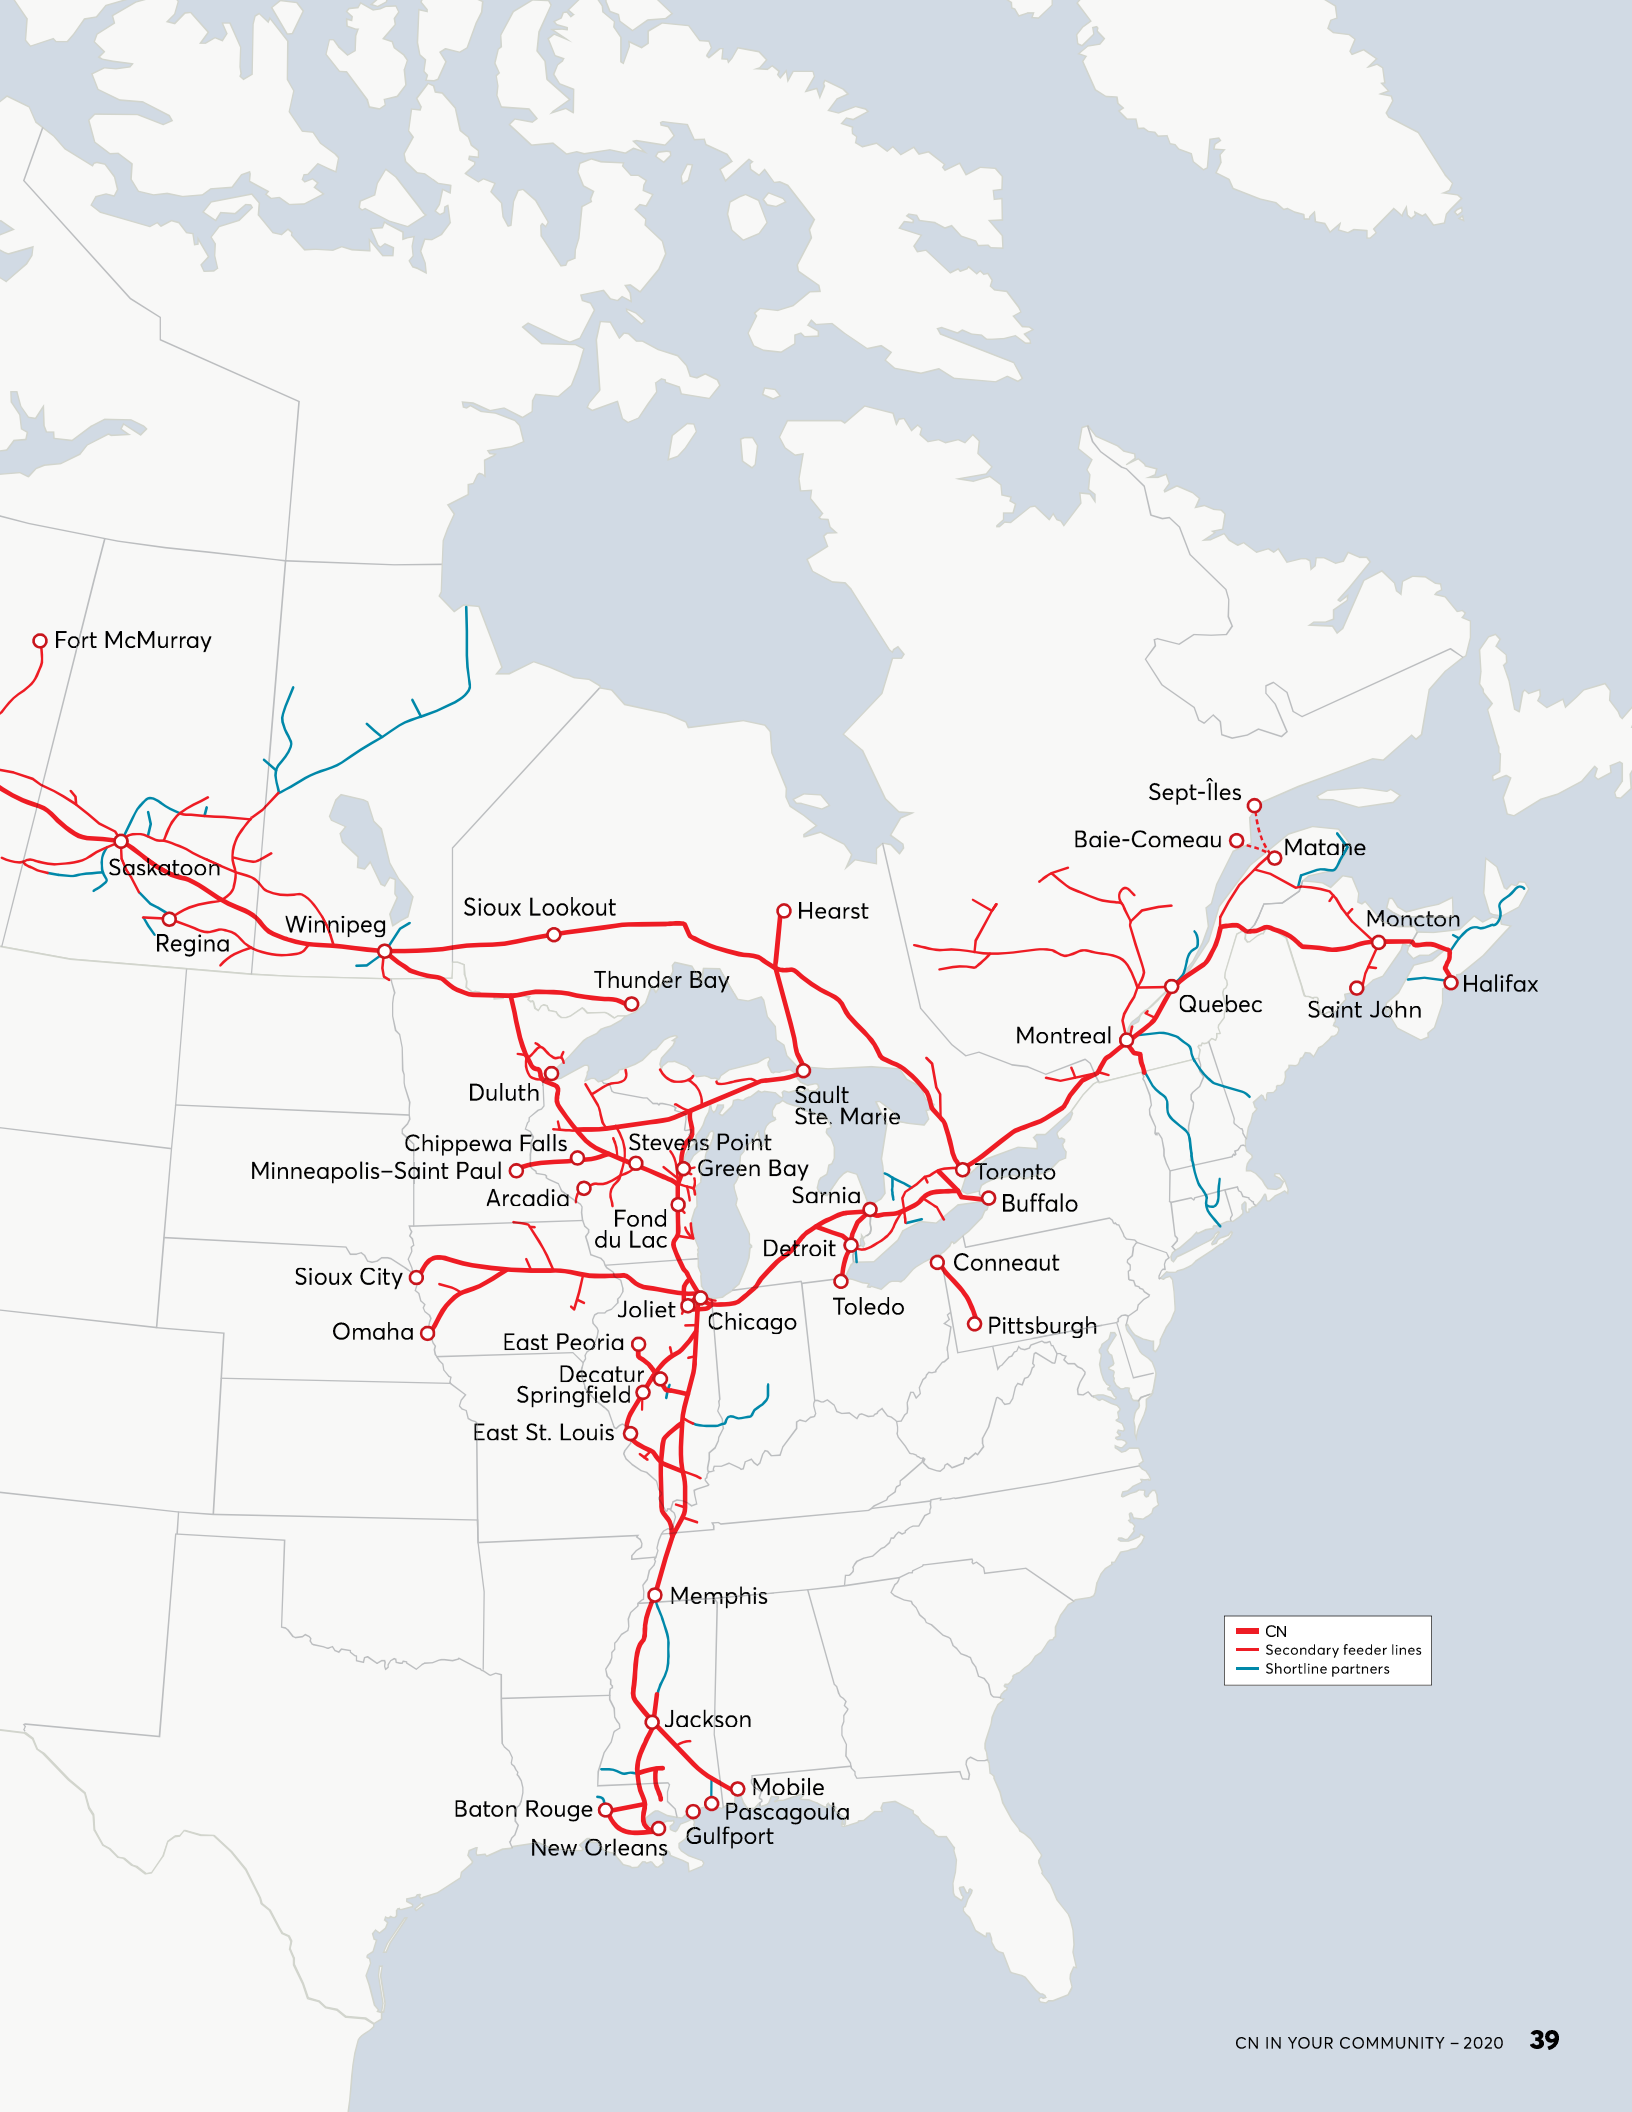 Fort McMurray
Sept-Îles
Baie-Comeau
Matane
Saskatoon
Sioux Lookout
Hearst
Moncton
Winnipeg
Regina
Thunder Bay
Halifax
Quebec
Saint John
Montreal
Duluth
Sault
Ste. Marie
Chippewa Falls
Stevens Point
Minneapolis–Saint Paul
Green Bay
Toronto
Arcadia
Sarnia
Buffalo
Fond
du Lac
Detroit
Conneaut
Sioux City
Joliet
Toledo
Chicago
Pittsburgh
Omaha
East Peoria
Decatur
Springfield
East St. Louis
Memphis
CN
Secondary feeder lines
Shortline partners
Jackson
Mobile
Baton Rouge
Pascagoula
Gulfport
New Orleans
CN IN YOUR COMMUNITY – 2020 39